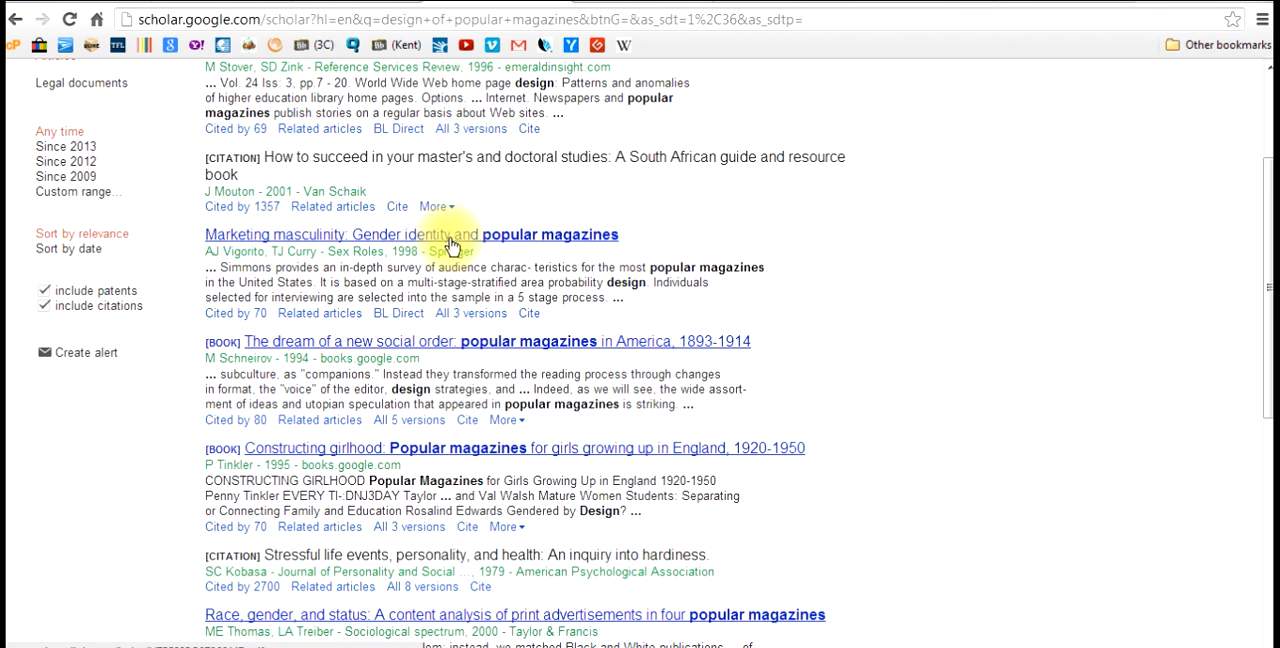 scholar.google.com/scholar?hl=en&q=design+of+popular+magazines&btnG=&as_sdt=1%2C36&as_sdtp=
cP TFL Y! (3C) (Kent) W Other bookmarks
Legal documents
Any time
Since 2013
Since 2012
Since 2009
Custom range...
Sort by relevance
Sort by date
include patents
include citations
Create alert
M Stover, SD Zink - Reference Services Review, 1996 - emeraldinsight.com
... Vol. 24 Iss: 3, pp.7 - 20. World Wide Web home page design: Patterns and anomalies
of higher education library home pages. Options. ... Internet. Newspapers and popular
magazines publish stories on a regular basis about Web sites. ...
Cited by 69 Related articles BL Direct All 3 versions Cite
[CITATION] How to succeed in your master's and doctoral studies: A South African guide and resource
book
J Mouton - 2001 - Van Schaik
Cited by 1357 Related articles Cite More
Marketing masculinity: Gender identity and popular magazines
AJ Vigorito, TJ Curry - Sex Roles, 1998 - Springer
... Simmons provides an in-depth survey of audience charac- teristics for the most popular magazines
in the United States. It is based on a multi-stage-stratified area probability design. Individuals
selected for interviewing are selected into the sample in a 5 stage process. ...
Cited by 70 Related articles BL Direct All 3 versions Cite
[BOOK] The dream of a new social order: popular magazines in America, 1893-1914
M Schneirov - 1994 - books.google.com
... subculture, as "companions." Instead they transformed the reading process through changes
in format, the "voice" of the editor, design strategies, and ... Indeed, as we will see, the wide assort-
ment of ideas and utopian speculation that appeared in popular magazines is striking. ...
Cited by 80 Related articles All 5 versions Cite More
[BOOK] Constructing girlhood: Popular magazines for girls growing up in England, 1920-1950
P Tinkler - 1995 - books.google.com
CONSTRUCTING GIRLHOOD Popular Magazines for Girls Growing Up in England 1920-1950
Penny Tinkler EVERY TI-:DNJ3DAY Taylor ... and Val Walsh Mature Women Students: Separating
or Connecting Family and Education Rosalind Edwards Gendered by Design? ...
Cited by 70 Related articles All 3 versions Cite More
[CITATION] Stressful life events, personality, and health: An inquiry into hardiness.
SC Kobasa - Journal of Personality and Social ..., 1979 - American Psychological Association
Cited by 2700 Related articles All 8 versions Cite
Race, gender, and status: A content analysis of print advertisements in four popular magazines
ME Thomas, LA Treiber - Sociological spectrum, 2000 - Taylor & Francis
instead, we matched Black and White publications ... of